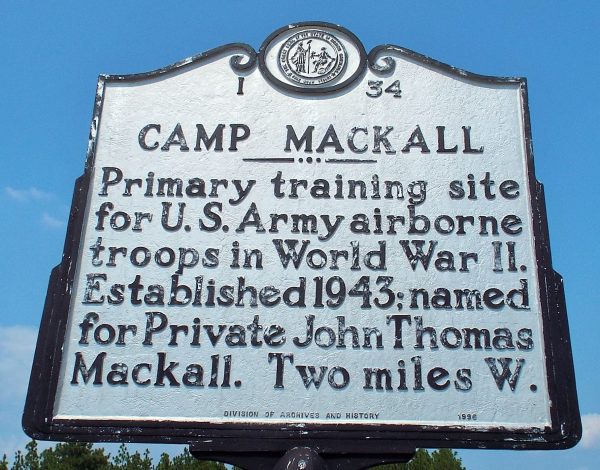 I 34
CAMP MACKALL
Primary training site
for U.S. Army airborne
troops in World War II.
Established 1943; named
for Private John Thomas
Mackall. Two miles W.
DIVISION OF ARCHIVES AND HISTORY 1996